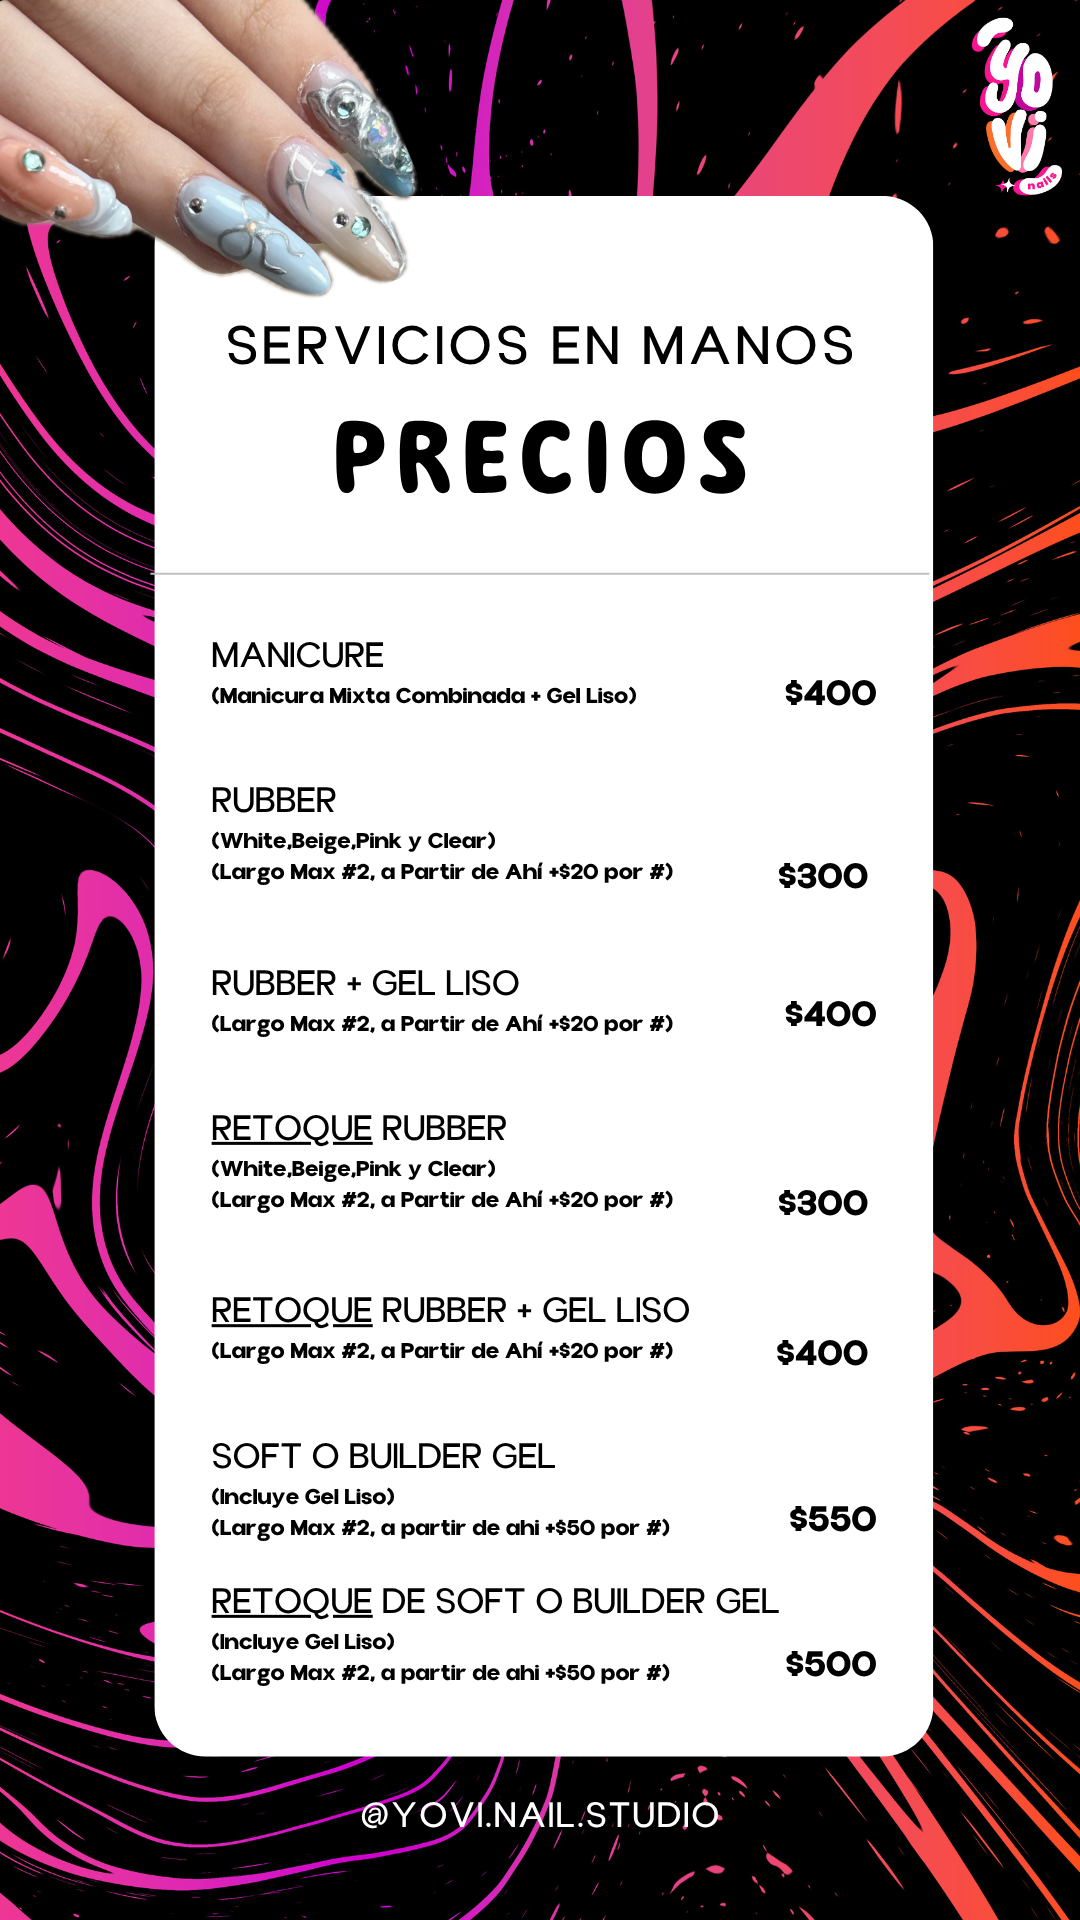 YOVi
nails
SERVICIOS EN MANOS
PRECIOS
MANICURE
(Manicura Mixta Combinada + Gel Liso)
$400
RUBBER
(White,Beige,Pink y Clear)
(Largo Max #2, a Partir de Ahí +$20 por #)
$300
RUBBER + GEL LISO
(Largo Max #2, a Partir de Ahí +$20 por #)
$400
RETOQUE RUBBER
(White,Beige,Pink y Clear)
(Largo Max #2, a Partir de Ahí +$20 por #)
$300
RETOQUE RUBBER + GEL LISO
(Largo Max #2, a Partir de Ahí +$20 por #)
$400
SOFT O BUILDER GEL
(Incluye Gel Liso)
(Largo Max #2, a partir de ahi +$50 por #)
$550
RETOQUE DE SOFT O BUILDER GEL
(Incluye Gel Liso)
(Largo Max #2, a partir de ahi +$50 por #)
$500
@YOVI.NAIL.STUDIO